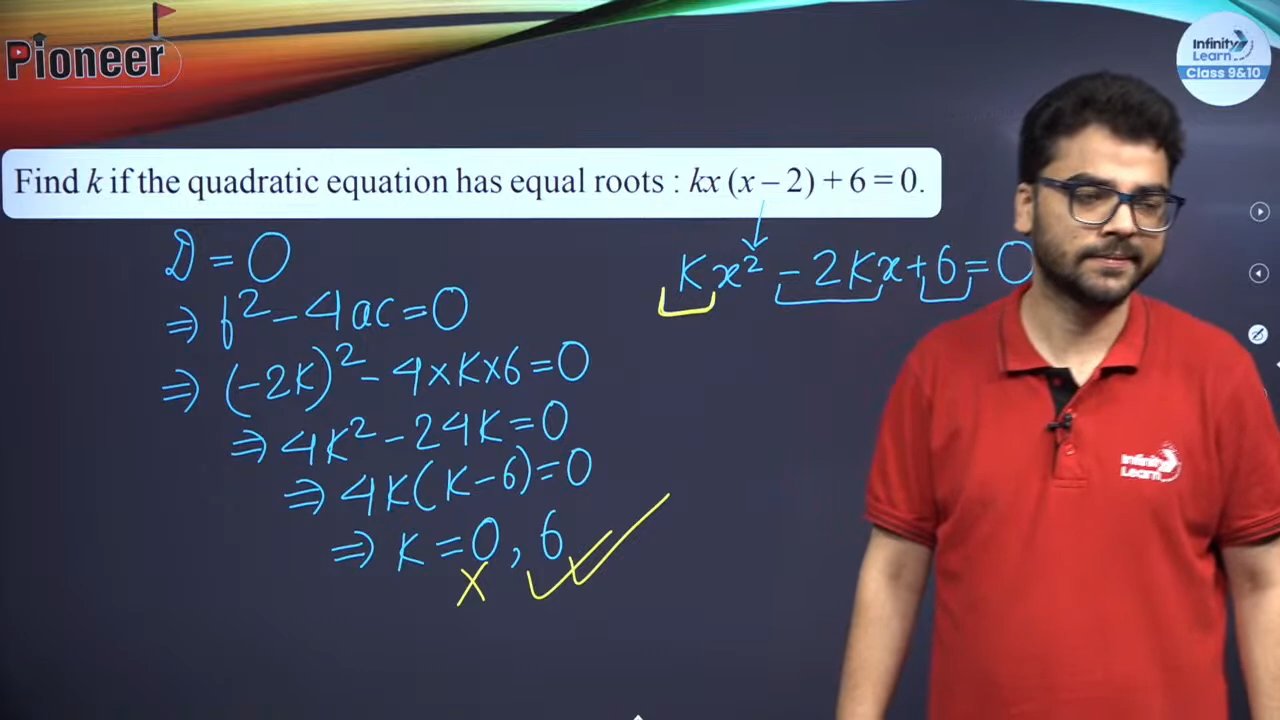 Pioneer
Infinity
Learn
Class 9&10
Find k if the quadratic equation has equal roots : kx (x – 2) + 6 = 0.
D = 0
⇒ b² - 4ac = 0
⇒ (-2K)² - 4×K×6 = 0
⇒ 4K² - 24K = 0
⇒ 4K(K-6) = 0
⇒ K = 0, 6
Kx² - 2Kx + 6 = 0
Infinity
Learn